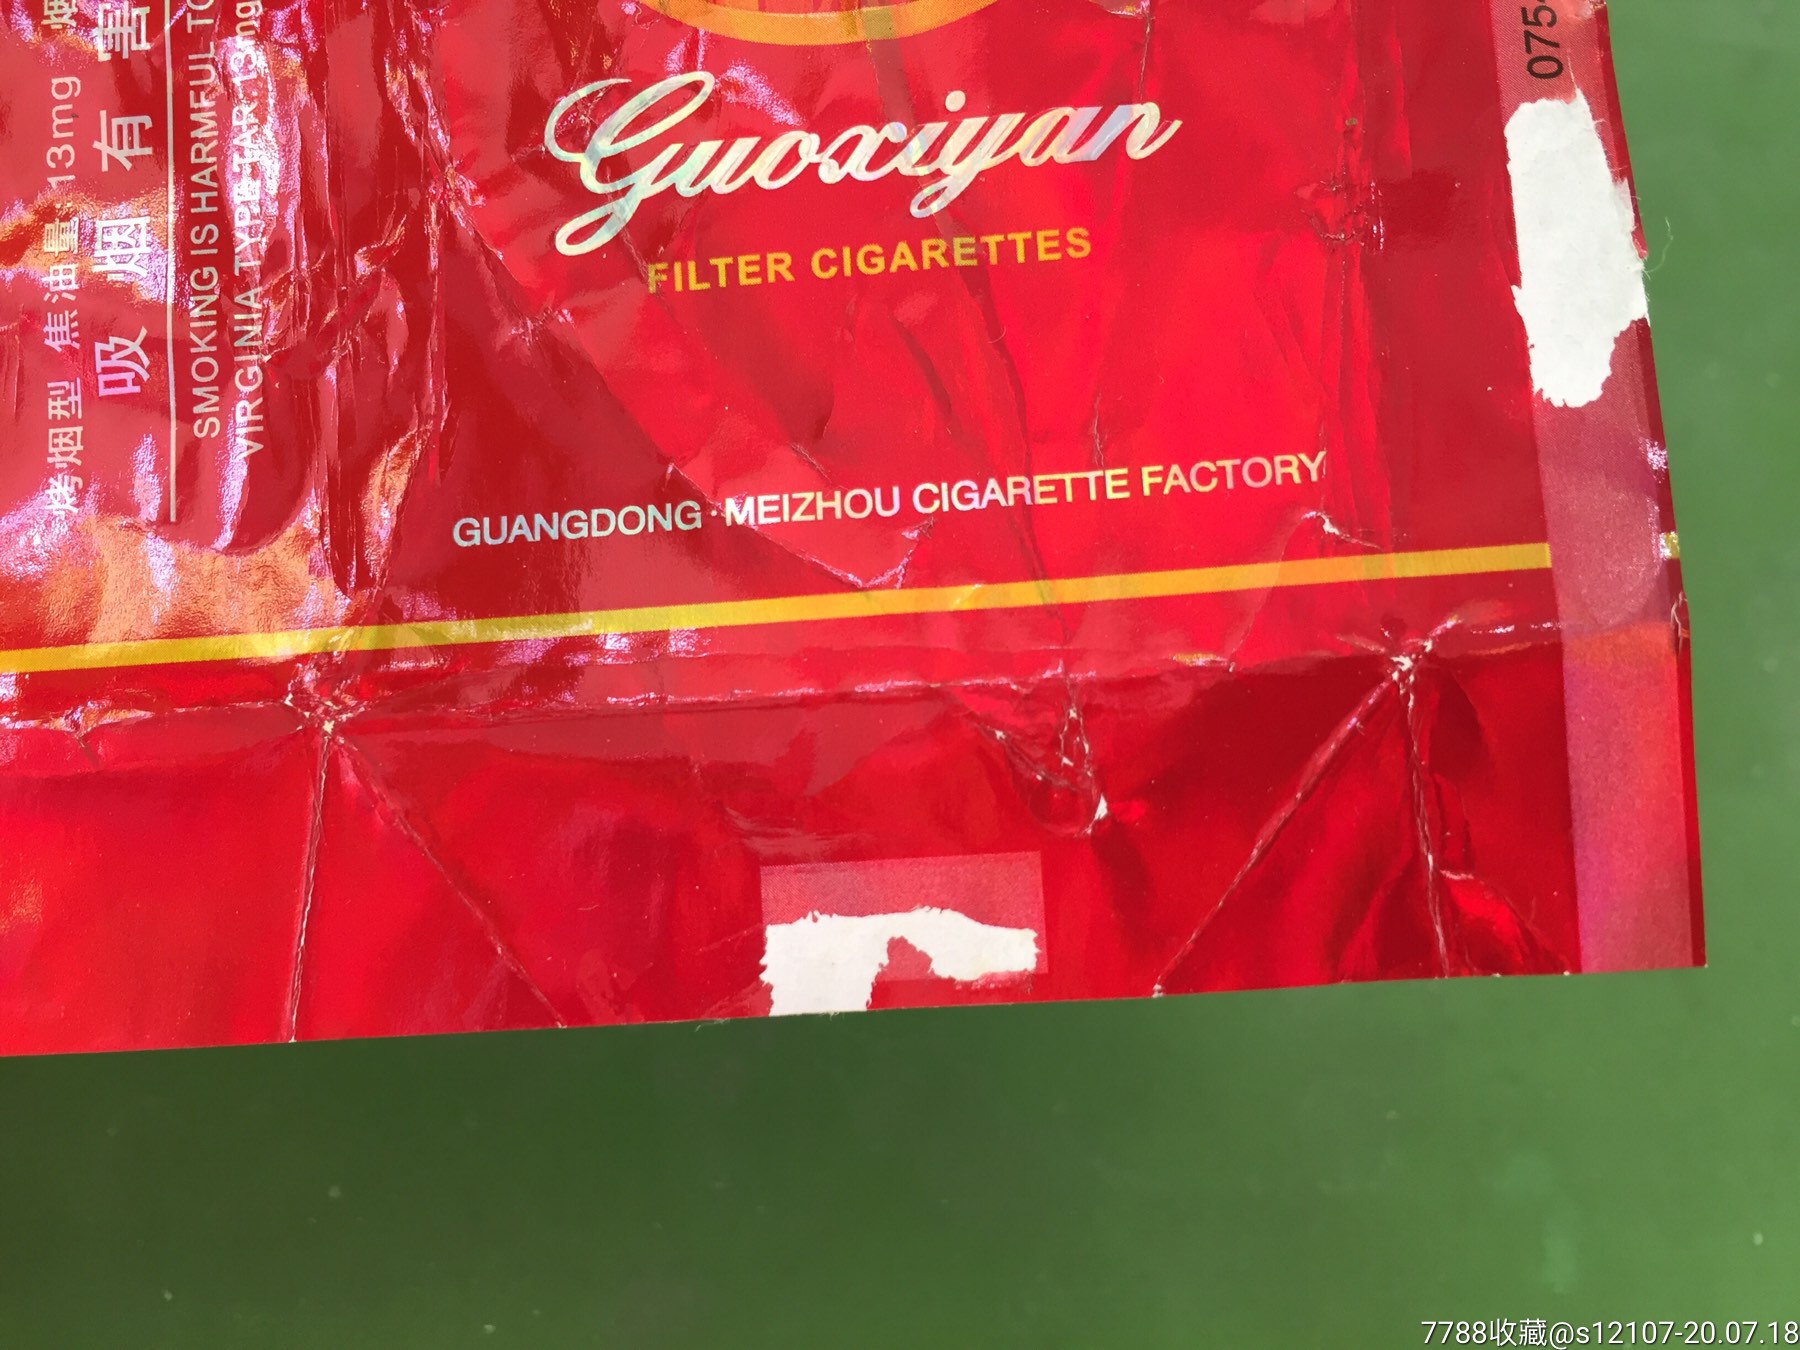 Guoxiyan
FILTER CIGARETTES
GUANGDONG·MEIZHOU CIGARETTE FACTORY
烤烟型 焦油量:13mg 烟
吸烟有害
SMOKING IS HARMFUL TO
VIRGINIA TYPE TAR:13mg
075
7788收藏@s12107-20.07.18